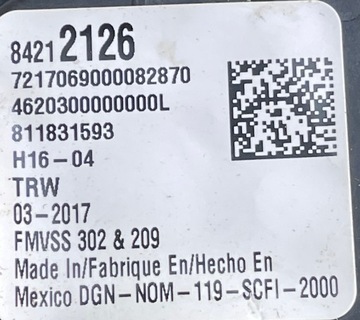 84212126
7217069000082870
4620300000000L
811831593
H16-04
TRW
03-2017
FMVSS 302 & 209
Made In/Fabrique En/Hecho En
Mexico DGN-NOM-119-SCFI-2000